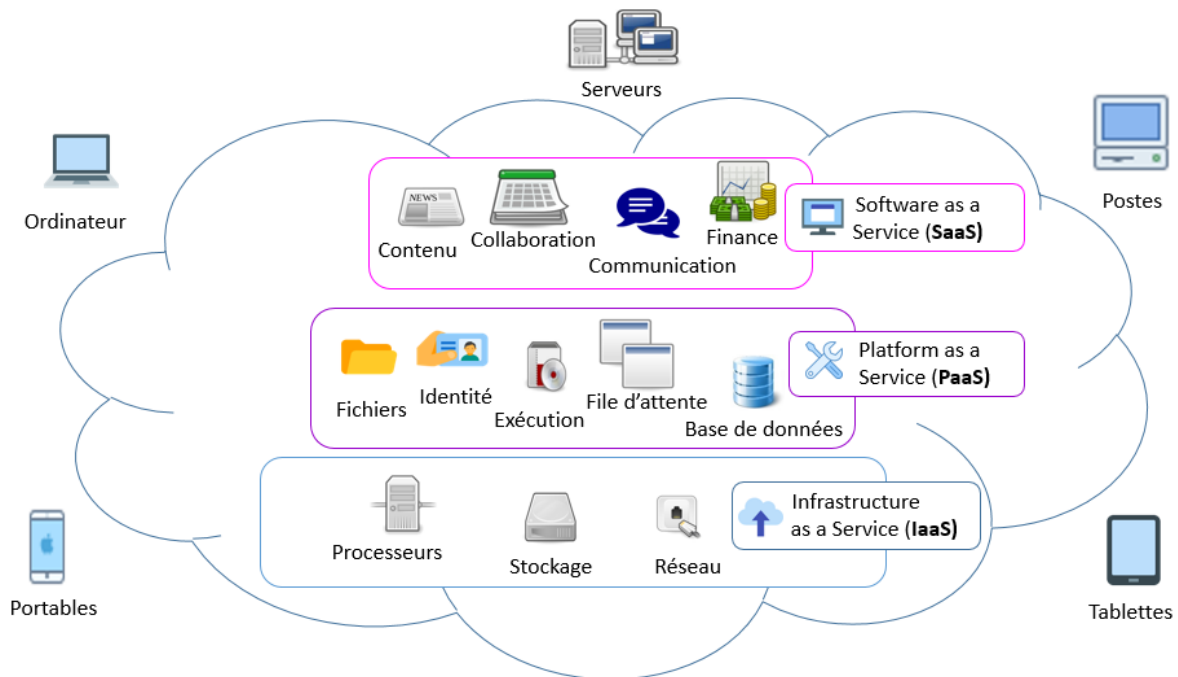 Serveurs
Ordinateur
Postes
NEWS
Contenu
Collaboration
Communication
Finance
Software as a
Service (SaaS)
Fichiers
Identité
Exécution
File d’attente
Base de données
Platform as a
Service (PaaS)
Processeurs
Stockage
Réseau
Infrastructure
as a Service (IaaS)
Portables
Tablettes